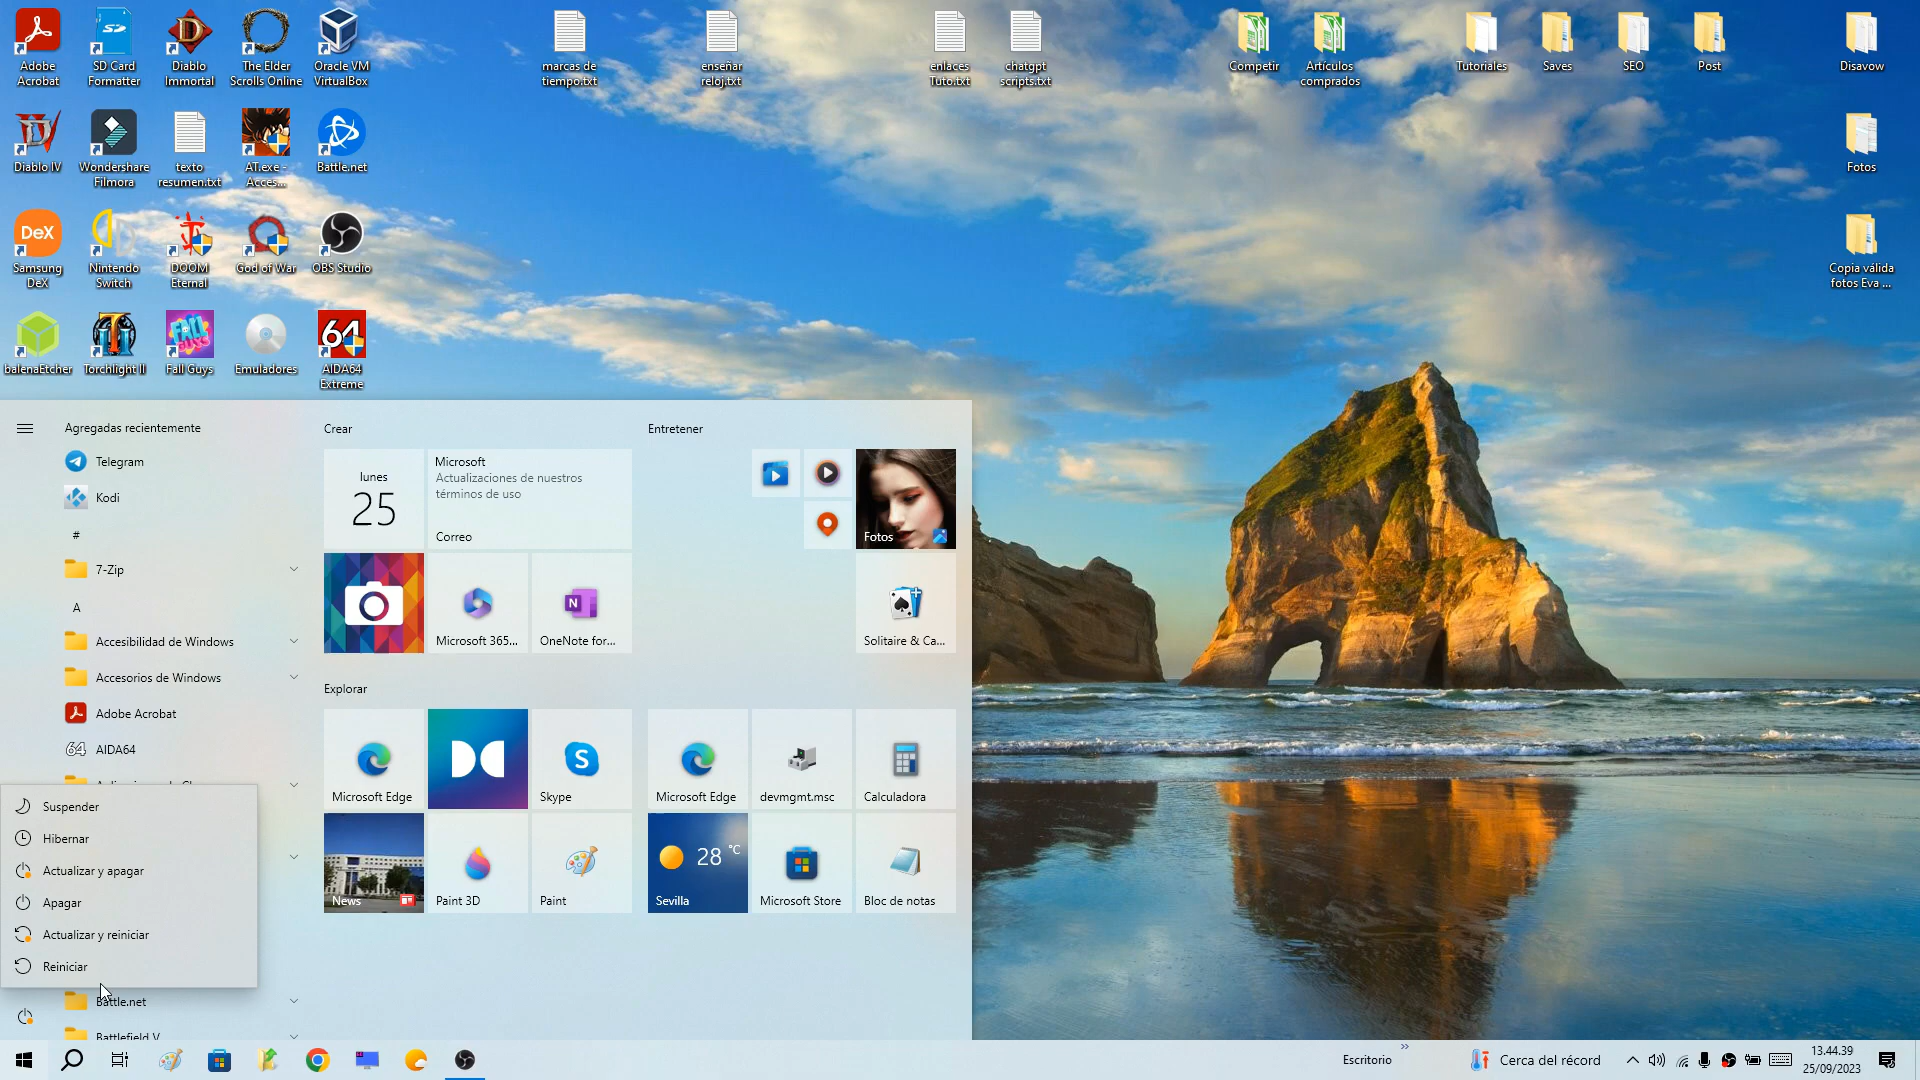 Adobe
Acrobat
SD Card
Formatter
Diablo
Immortal
The Elder
Scrolls Online
Oracle VM
VirtualBox
marcas de
tiempo.txt
enseñar
reloj.txt
enlaces
Tuto.txt
chatgpt
scripts.txt
Competir
Artículos
comprados
Tutoriales
Saves
SEO
Post
Disavow
Diablo IV
Wondershare
Filmora
texto
resumen.txt
AT.exe -
Acces...
Battle.net
Fotos
DeX
Samsung
DeX
Nintendo
Switch
DOOM
Eternal
God of War
OBS Studio
Copia válida
fotos Eva ...
balenaEtcher
Torchlight II
Fall Guys
Emuladores
64
AIDA64
Extreme
Agregadas recientemente
Telegram
Kodi
#
7-Zip
A
Accesibilidad de Windows
Accesorios de Windows
Adobe Acrobat
64 AIDA64
Suspender
Hibernar
Actualizar y apagar
Apagar
Actualizar y reiniciar
Reiniciar
Battle.net
Battlefield V
Crear
lunes
25
Microsoft
Actualizaciones de nuestros
términos de uso
Correo
Microsoft 365...
OneNote for...
Entretener
Fotos
Solitaire & Ca...
Explorar
Microsoft Edge
Skype
Microsoft Edge
devmgmt.msc
Calculadora
News
Paint 3D
Paint
28 °C
Sevilla
Microsoft Store
Bloc de notas
Escritorio
»
Cerca del récord
13.44.39
25/09/2023